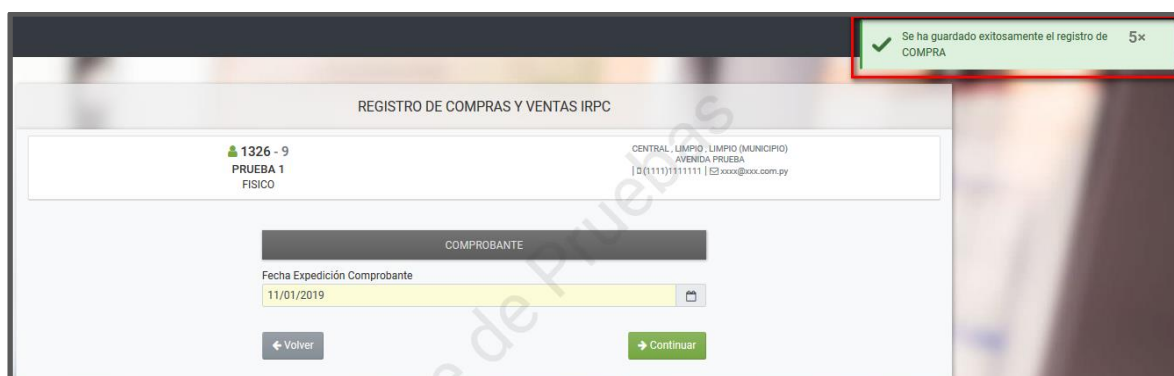 Se ha guardado exitosamente el registro de 5×
COMPRA
REGISTRO DE COMPRAS Y VENTAS IRPC
1326 - 9
PRUEBA 1
FISICO
CENTRAL , LIMPIO , LIMPIO (MUNICIPIO)
AVENIDA PRUEBA
| (1111)1111111 | xxxx@xxx.com.py
COMPROBANTE
Fecha Expedición Comprobante
11/01/2019
Volver
Continuar
de Pruebas